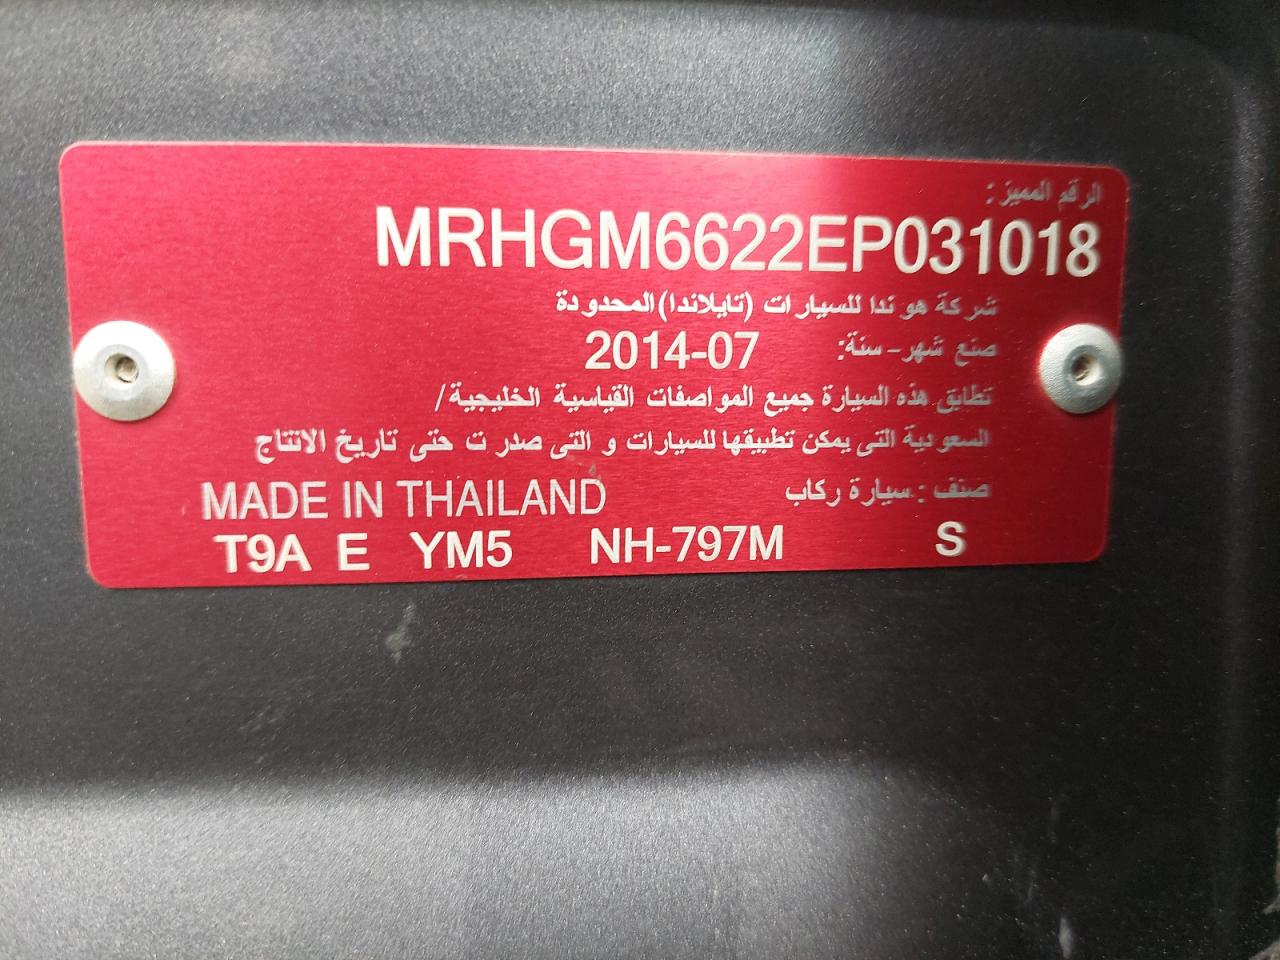 الرقم المميز:
MRHGM6622EP031018
شركة هوندا للسيارات (تايلاندا) المحدودة
صنع شهر-سنة: 2014-07
تطابق هذه السيارة جميع المواصفات القياسية الخليجية/
السعودية التى يمكن تطبيقها للسيارات و التى صدرت حتى تاريخ الانتاج
صنف: سيارة ركاب MADE IN THAILAND
T9A E YM5 NH-797M S